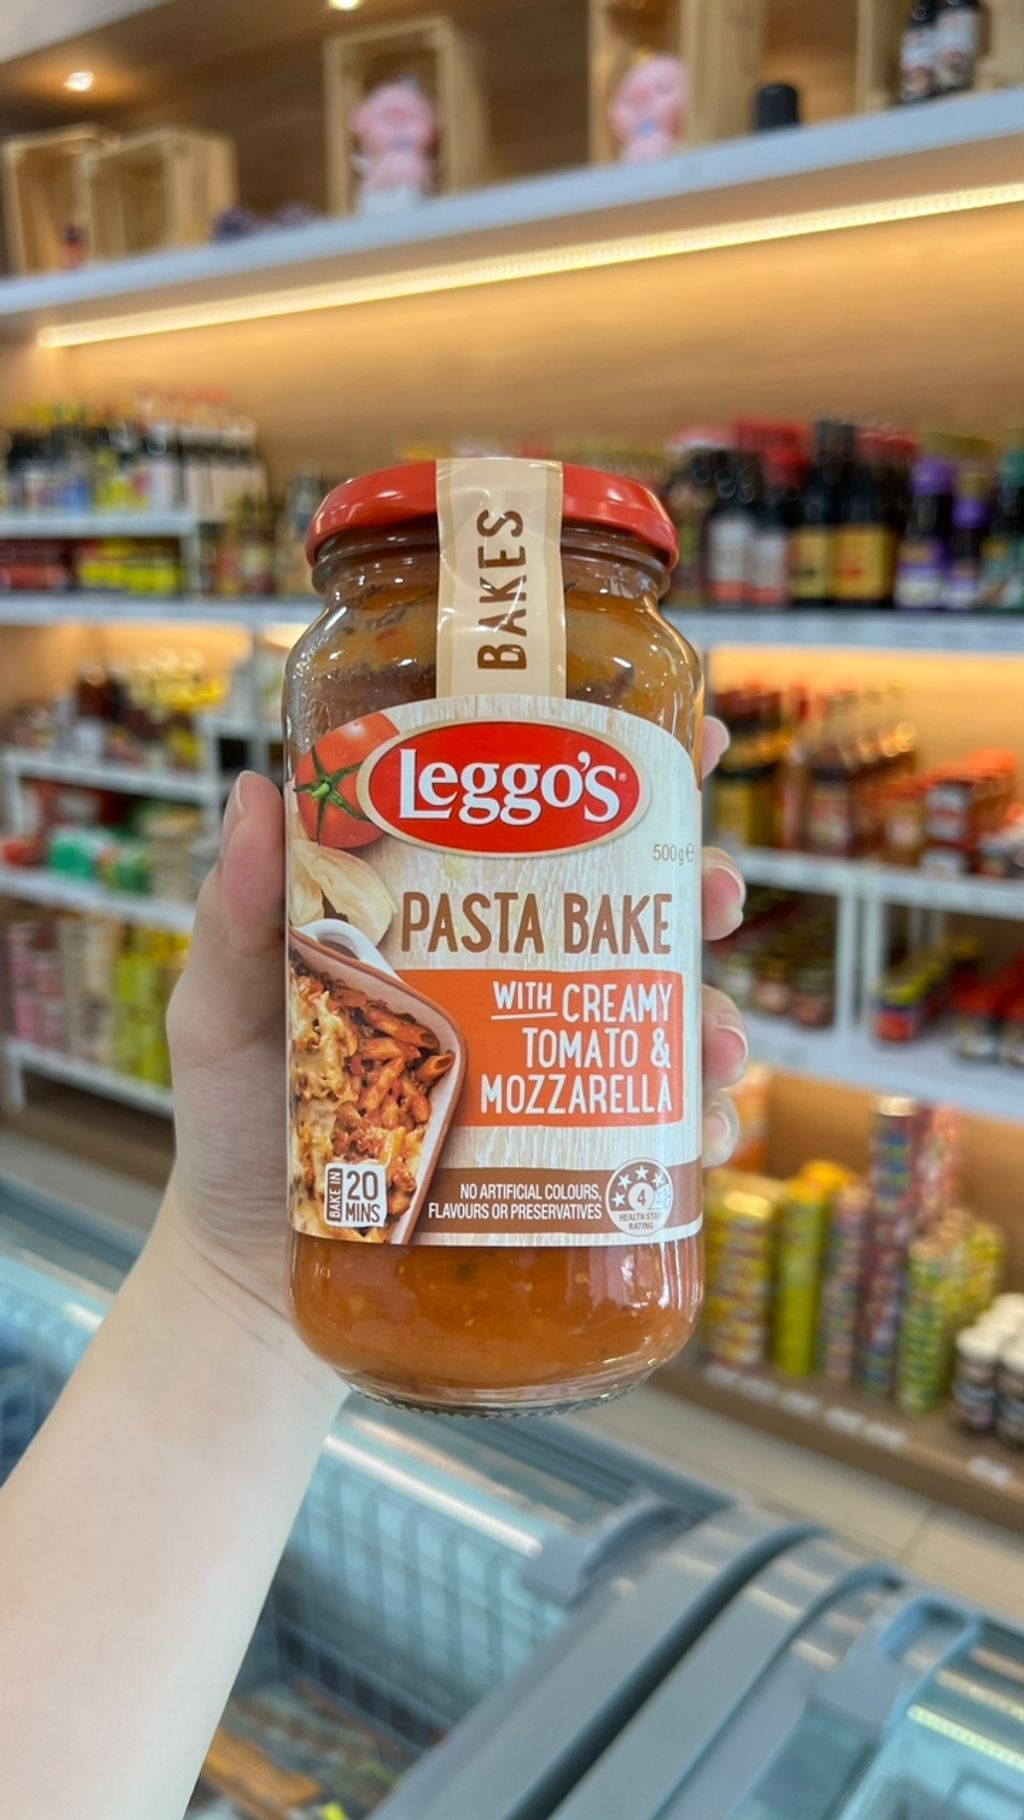 BAKES
Leggo's
500g e
PASTA BAKE
WITH CREAMY
TOMATO &
MOZZARELLA
BAKE IN
20
MINS
NO ARTIFICIAL COLOURS,
FLAVOURS OR PRESERVATIVES
4
HEALTH STAR
RATING